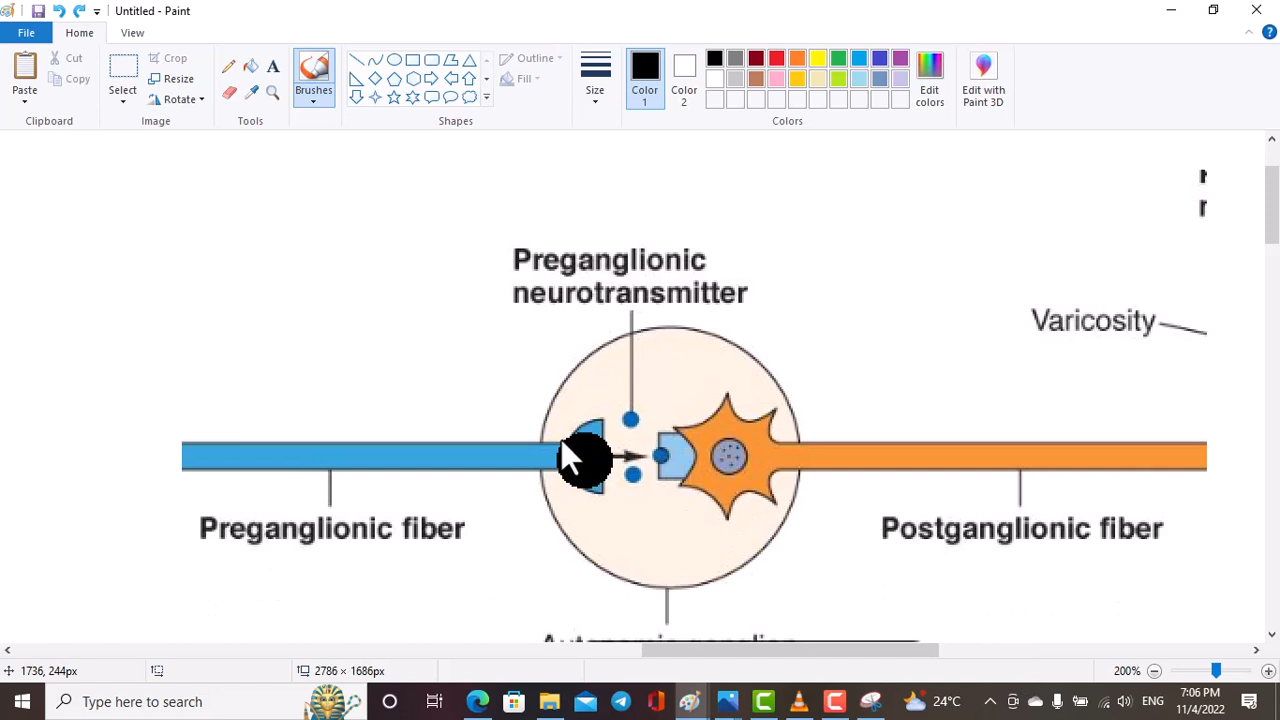 Untitled - Paint
File
Home
View
Paste
Cut
Copy
Clipboard
Select
Crop
Resize
Rotate
Image
A
Tools
Brushes
Outline
Fill
Shapes
Size
Color 1
Color 2
Edit colors
Colors
Edit with Paint 3D
Preganglionic
neurotransmitter
Varicosity
Preganglionic fiber
Postganglionic fiber
1736, 244px
2786 × 1686px
200%
Type here to search
24°C
ENG
7:06 PM
11/4/2022